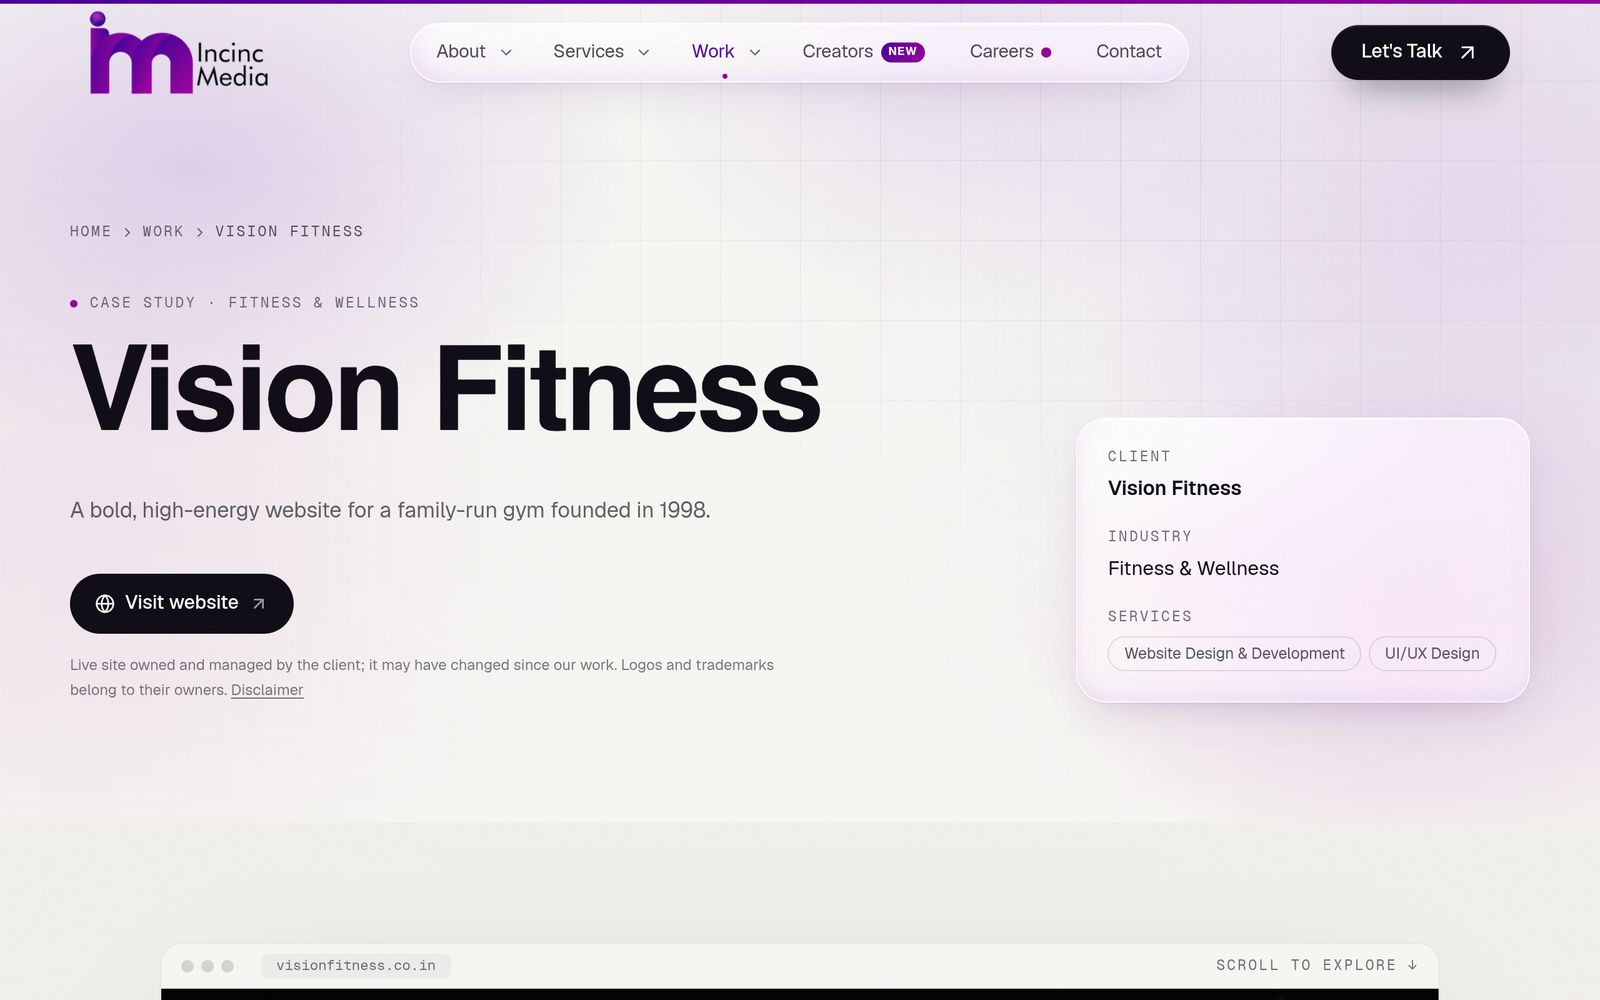 Incinc
Media
About
Services
Work
Creators NEW
Careers
Contact
Let's Talk
HOME > WORK > VISION FITNESS
CASE STUDY · FITNESS & WELLNESS
Vision Fitness
A bold, high-energy website for a family-run gym founded in 1998.
Visit website
Live site owned and managed by the client; it may have changed since our work. Logos and trademarks
belong to their owners. Disclaimer
CLIENT
Vision Fitness
INDUSTRY
Fitness & Wellness
SERVICES
Website Design & Development
UI/UX Design
visionfitness.co.in
SCROLL TO EXPLORE ↓